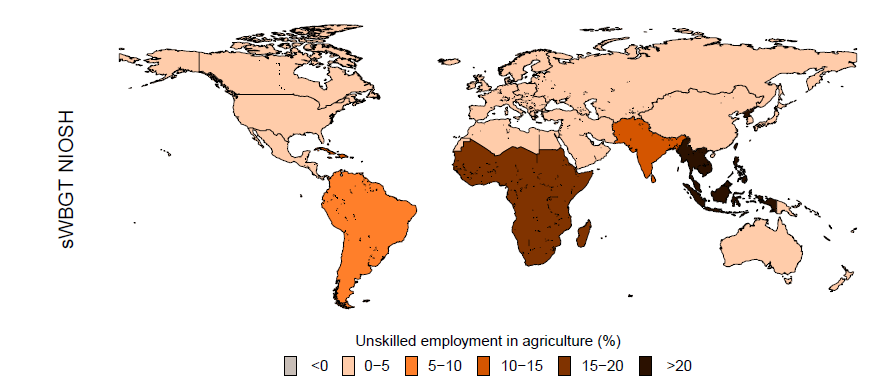 sWBGT NIOSH
Unskilled employment in agriculture (%)
<0 0−5 5−10 10−15 15−20 >20